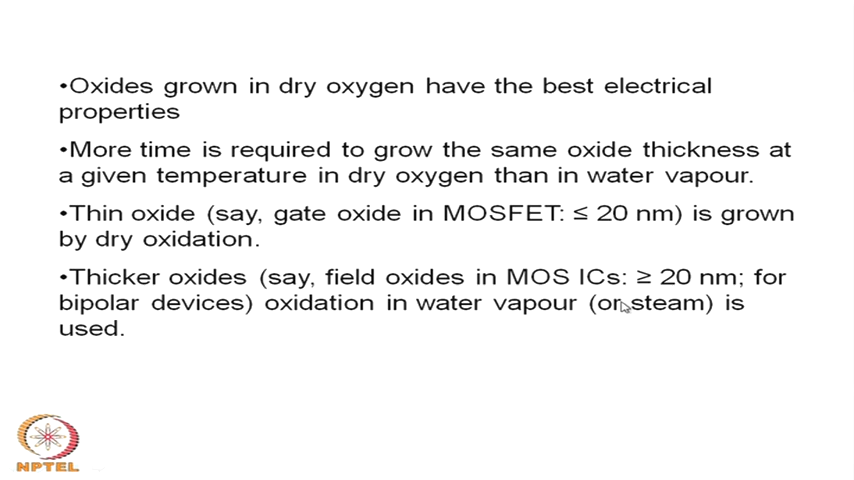 •Oxides grown in dry oxygen have the best electrical
properties
•More time is required to grow the same oxide thickness at
a given temperature in dry oxygen than in water vapour.
•Thin oxide (say, gate oxide in MOSFET: ≤ 20 nm) is grown
by dry oxidation.
•Thicker oxides (say, field oxides in MOS ICs: ≥ 20 nm; for
bipolar devices) oxidation in water vapour (or steam) is
used.
NPTEL